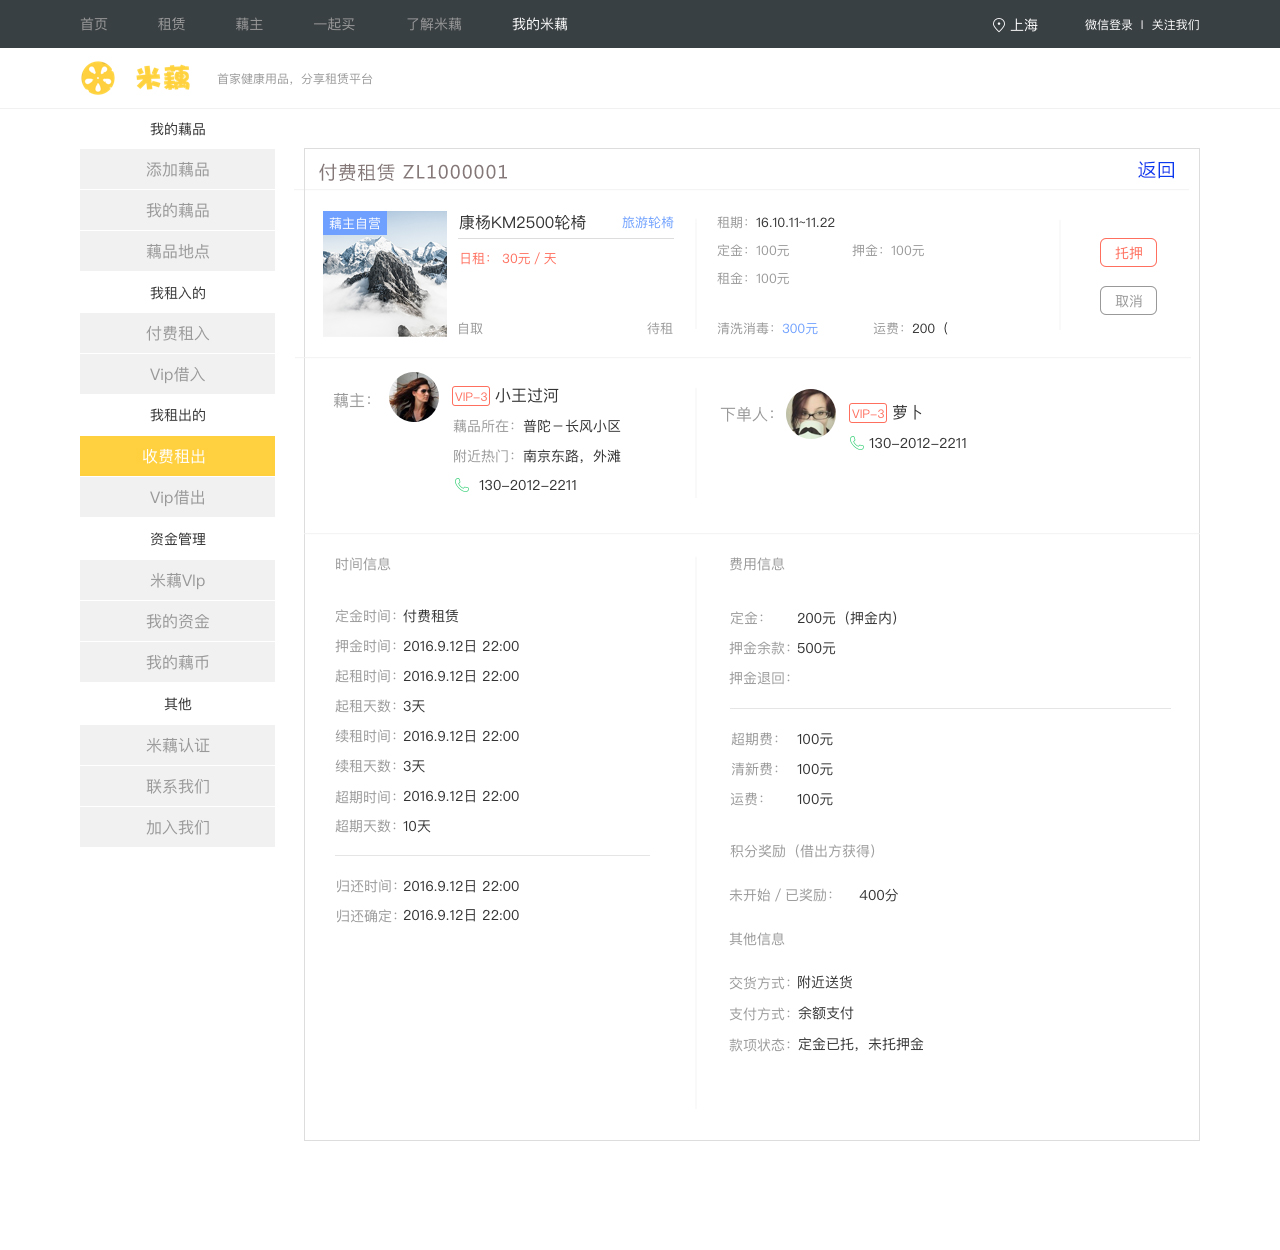 首页 租赁 藕主 一起买 了解米藕 我的米藕 上海 微信登录 | 关注我们
米藕 首家健康用品，分享租赁平台
我的藕品
添加藕品
我的藕品
藕品地点
我租入的
付费租入
Vip借入
我租出的
收费租出
Vip借出
资金管理
米藕VIp
我的资金
我的藕币
其他
米藕认证
联系我们
加入我们
付费租赁 ZL1000001 返回
藕主自营
康杨KM2500轮椅 旅游轮椅
日租： 30元 / 天
自取 待租
租期：16.10.11~11.22
定金：100元 押金：100元
租金：100元
清洗消毒：300元 运费：200（
托押
取消
藕主： VIP-3 小王过河
藕品所在：普陀－长风小区
附近热门：南京东路，外滩
130-2012-2211
下单人： VIP-3 萝卜
130-2012-2211
时间信息
定金时间：付费租赁
押金时间：2016.9.12日 22:00
起租时间：2016.9.12日 22:00
起租天数：3天
续租时间：2016.9.12日 22:00
续租天数：3天
超期时间：2016.9.12日 22:00
超期天数：10天
归还时间：2016.9.12日 22:00
归还确定：2016.9.12日 22:00
费用信息
定金： 200元（押金内）
押金余款：500元
押金退回：
超期费： 100元
清新费： 100元
运费： 100元
积分奖励（借出方获得）
未开始 / 已奖励： 400分
其他信息
交货方式：附近送货
支付方式：余额支付
款项状态：定金已托，未托押金